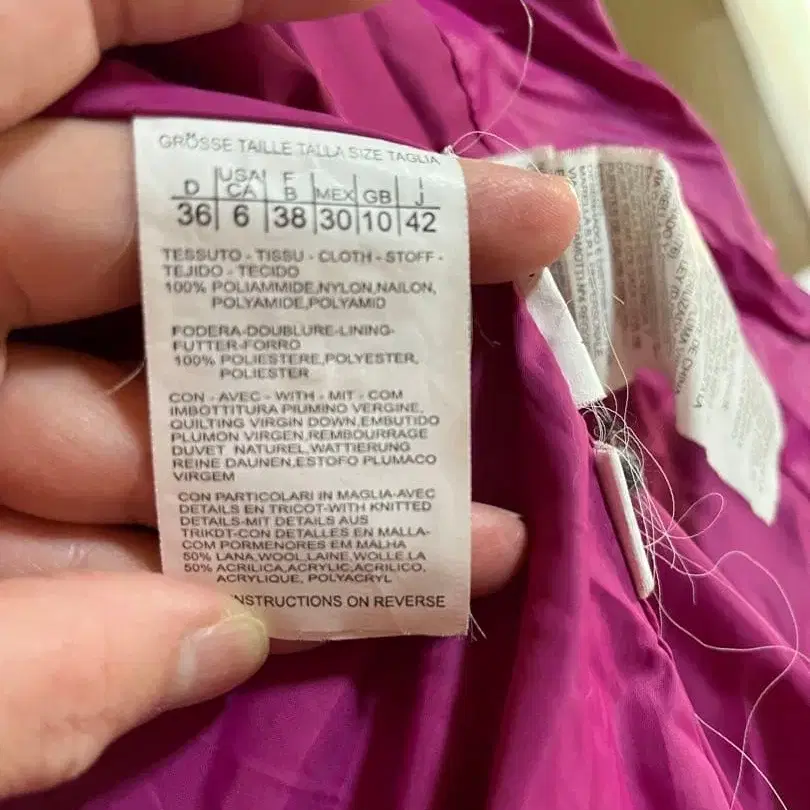 GRÖSSE TAILLE TALLA SIZE TAGLIA
D USA/CA F B MEX GB I J
36 6 38 30 10 42
TESSUTO - TISSU - CLOTH - STOFF -
TEJIDO - TECIDO
100% POLIAMMIDE,NYLON,NAILON,
POLYAMIDE,POLYAMID
FODERA-DOUBLURE-LINING-
FUTTER-FORRO
100% POLIESTERE,POLYESTER,
POLIESTER
CON - AVEC - WITH - MIT - COM
IMBOTTITURA PIUMINO VERGINE,
QUILTING VIRGIN DOWN,EMBUTIDO
PLUMON VIRGEN,REMBOURRAGE
DUVET NATUREL,WATTIERUNG
REINE DAUNEN,ESTOFO PLUMACO
VIRGEM
CON PARTICOLARI IN MAGLIA-AVEC
DETAILS EN TRICOT-WITH KNITTED
DETAILS-MIT DETAILS AUS
TRIKDT-CON DETALLES EN MALLA-
COM PORMENORES EM MALHA
50% LANA,WOOL,LAINE,WOLLE,LA
50% ACRILICA,ACRYLIC,ACRILICO,
ACRYLIQUE, POLYACRYL
INSTRUCTIONS ON REVERSE